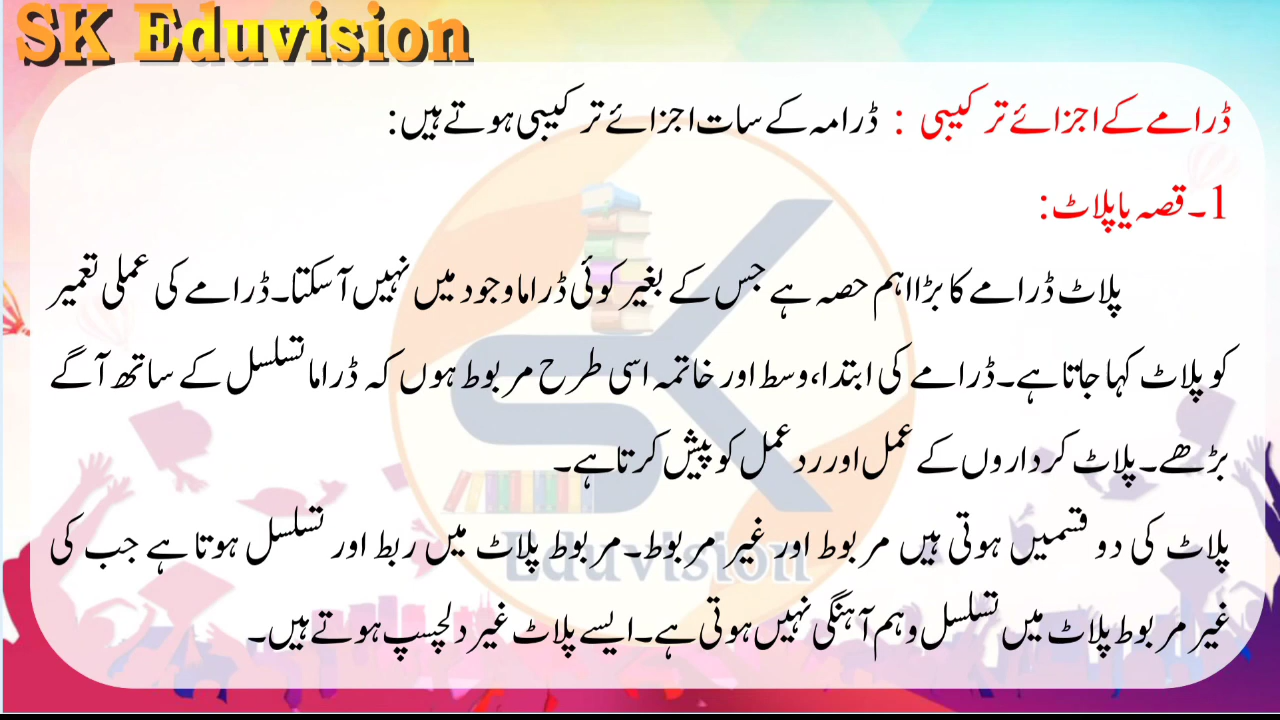 SK Eduvision
ڈرامے کے اجزائے ترکیبی : ڈرامہ کے سات اجزائے ترکیبی ہوتے ہیں:
1۔قصہ یا پلاٹ:
پلاٹ ڈرامے کا بڑا اہم حصہ ہے جس کے بغیر کوئی ڈراما وجود میں نہیں آسکتا۔ڈرامے کی عملی تعمیر
کو پلاٹ کہا جاتا ہے۔ڈرامے کی ابتدا،وسط اور خاتمہ اسی طرح مربوط ہوں کہ ڈراما تسلسل کے ساتھ آگے
بڑھے۔پلاٹ کرداروں کے عمل اور رد عمل کو پیش کرتا ہے۔
پلاٹ کی دو قسمیں ہوتی ہیں مربوط اور غیر مربوط۔مربوط پلاٹ میں ربط اور تسلسل ہوتا ہے جب کی
غیر مربوط پلاٹ میں تسلسل و ہم آہنگی نہیں ہوتی ہے۔ایسے پلاٹ غیر دلچسپ ہوتے ہیں۔
SK
Eduvision